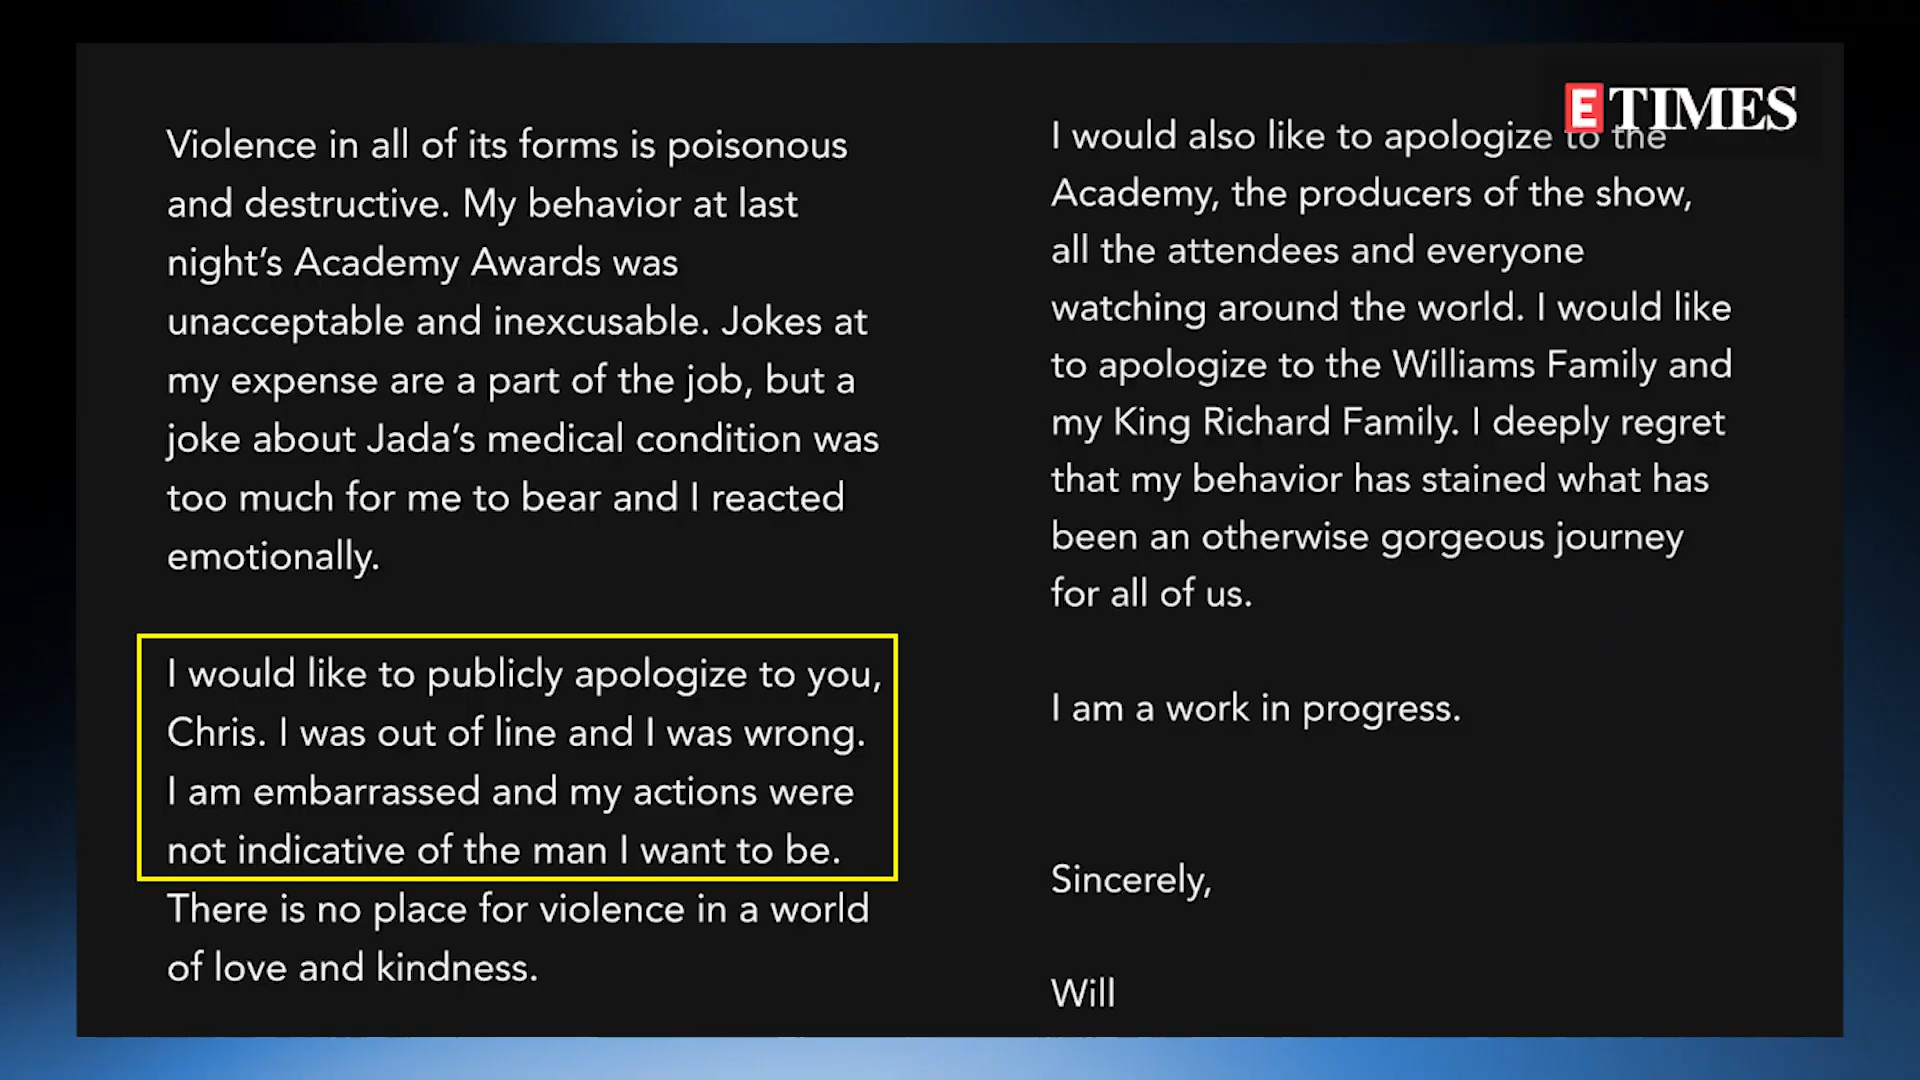 Violence in all of its forms is poisonous
and destructive. My behavior at last
night's Academy Awards was
unacceptable and inexcusable. Jokes at
my expense are a part of the job, but a
joke about Jada's medical condition was
too much for me to bear and I reacted
emotionally.
I would like to publicly apologize to you,
Chris. I was out of line and I was wrong.
I am embarrassed and my actions were
not indicative of the man I want to be.
There is no place for violence in a world
of love and kindness.
E TIMES
I would also like to apologize to the
Academy, the producers of the show,
all the attendees and everyone
watching around the world. I would like
to apologize to the Williams Family and
my King Richard Family. I deeply regret
that my behavior has stained what has
been an otherwise gorgeous journey
for all of us.
I am a work in progress.
Sincerely,
Will